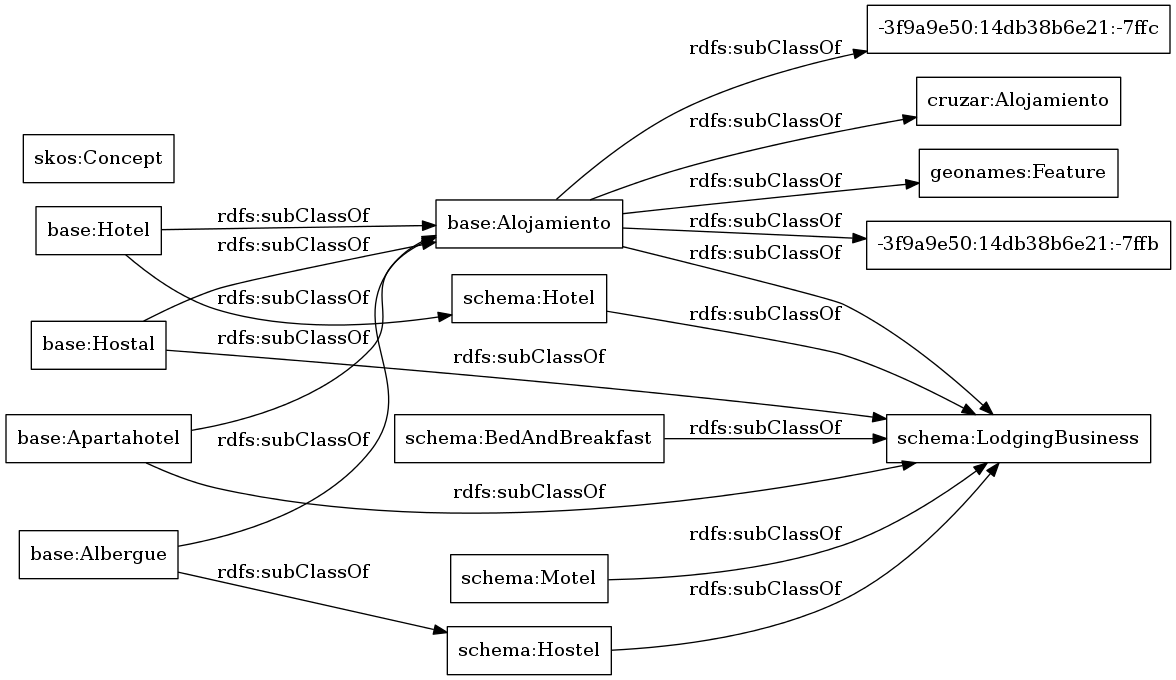 rdfs:subClassOf
-3f9a9e50:14db38b6e21:-7ffc
rdfs:subClassOf
cruzar:Alojamiento
skos:Concept
rdfs:subClassOf
geonames:Feature
base:Hotel
rdfs:subClassOf
base:Alojamiento
rdfs:subClassOf
-3f9a9e50:14db38b6e21:-7ffb
rdfs:subClassOf
rdfs:subClassOf
rdfs:subClassOf
schema:Hotel
rdfs:subClassOf
base:Hostal
rdfs:subClassOf
rdfs:subClassOf
base:Apartahotel
rdfs:subClassOf
schema:BedAndBreakfast
rdfs:subClassOf
schema:LodgingBusiness
rdfs:subClassOf
base:Albergue
rdfs:subClassOf
schema:Motel
rdfs:subClassOf
rdfs:subClassOf
schema:Hostel